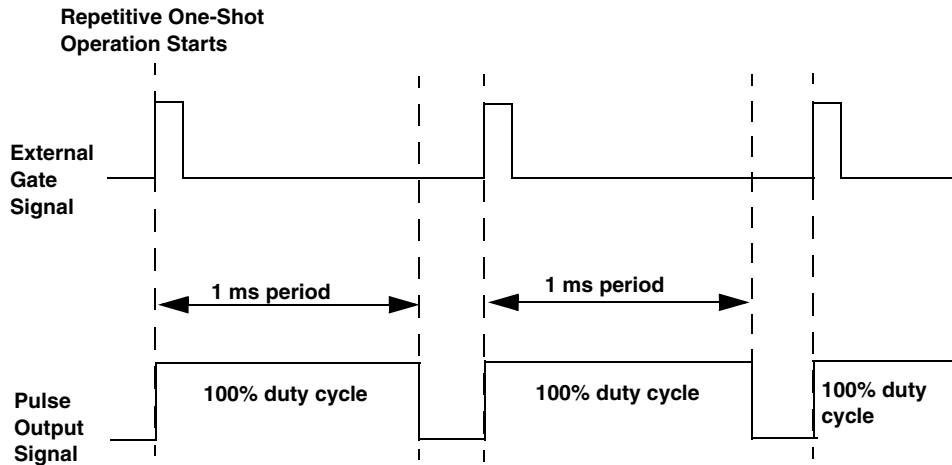 Repetitive One-Shot
Operation Starts
External
Gate
Signal
1 ms period
1 ms period
Pulse
Output
Signal
100% duty cycle
100% duty cycle
100% duty
cycle